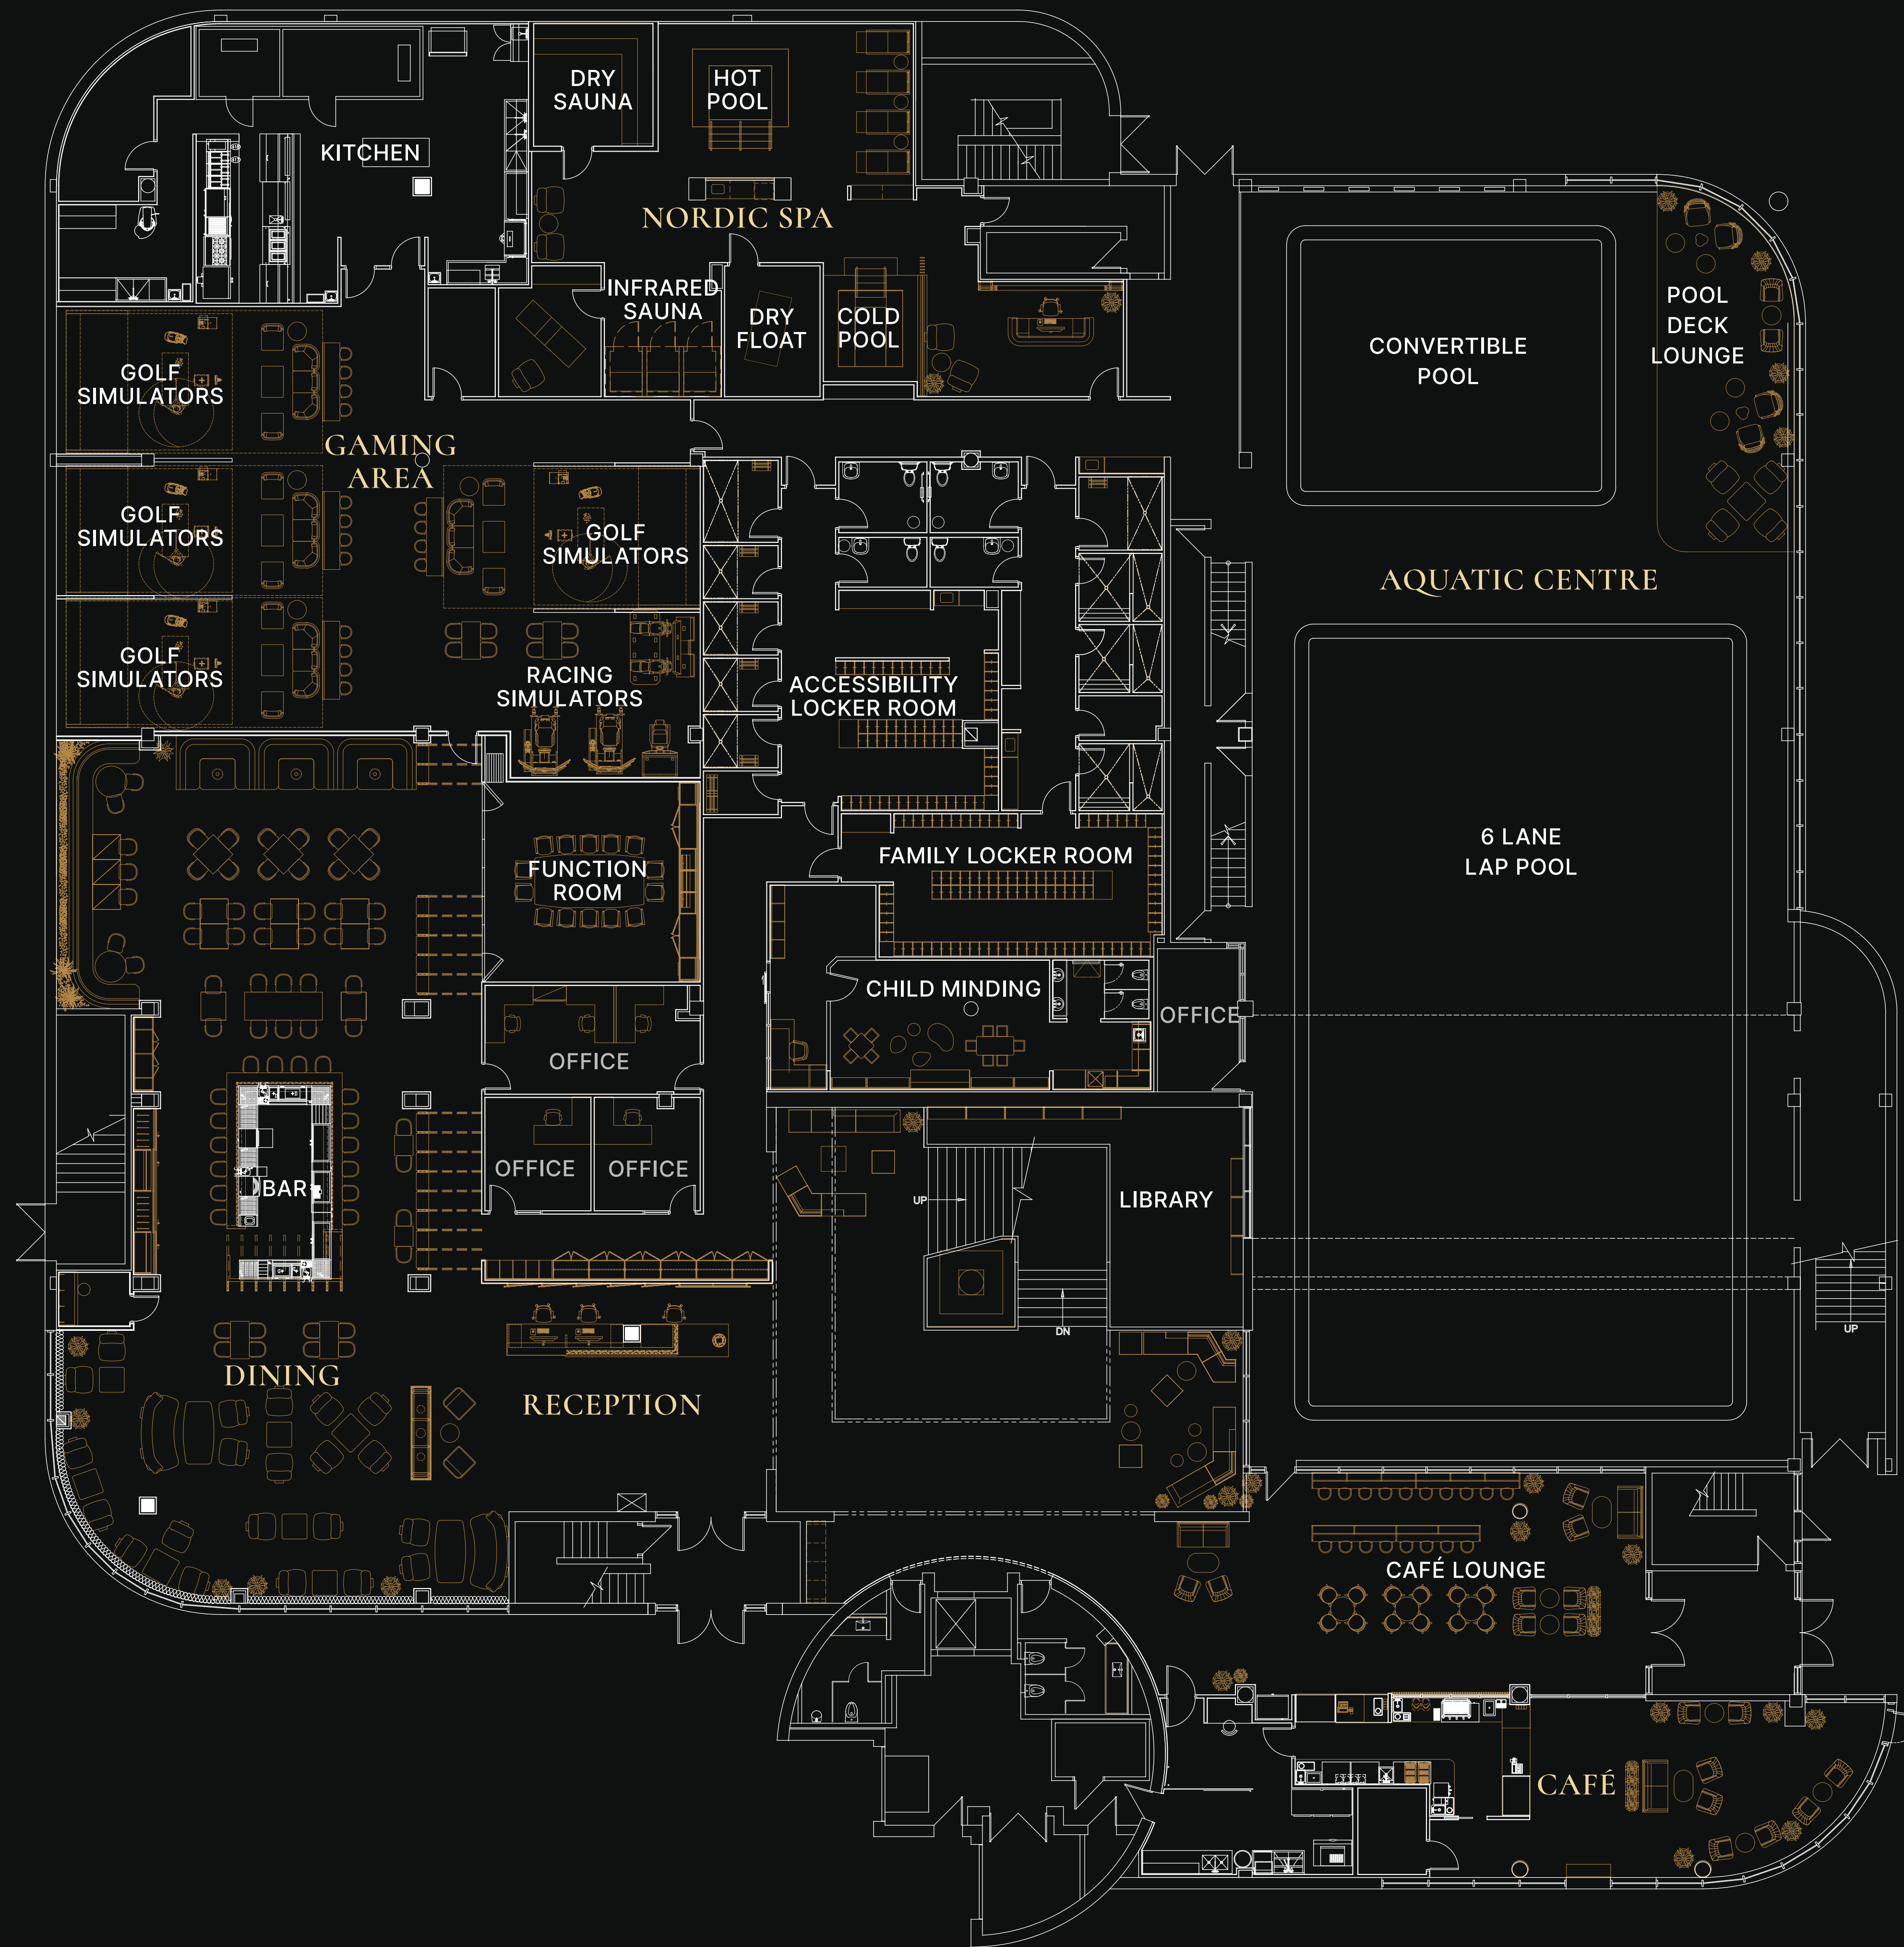 DRY
SAUNA
HOT
POOL
KITCHEN
NORDIC SPA
INFRARED
SAUNA
DRY
FLOAT
COLD
POOL
POOL
DECK
LOUNGE
CONVERTIBLE
POOL
GOLF
SIMULATORS
GAMING
AREA
GOLF
SIMULATORS
GOLF
SIMULATORS
AQUATIC CENTRE
GOLF
SIMULATORS
RACING
SIMULATORS
ACCESSIBILITY
LOCKER ROOM
6 LANE
LAP POOL
FUNCTION
ROOM
FAMILY LOCKER ROOM
CHILD MINDING
OFFICE
OFFICE
OFFICE
OFFICE
BAR
UP
LIBRARY
DN
UP
DINING
RECEPTION
CAFÉ LOUNGE
CAFÉ